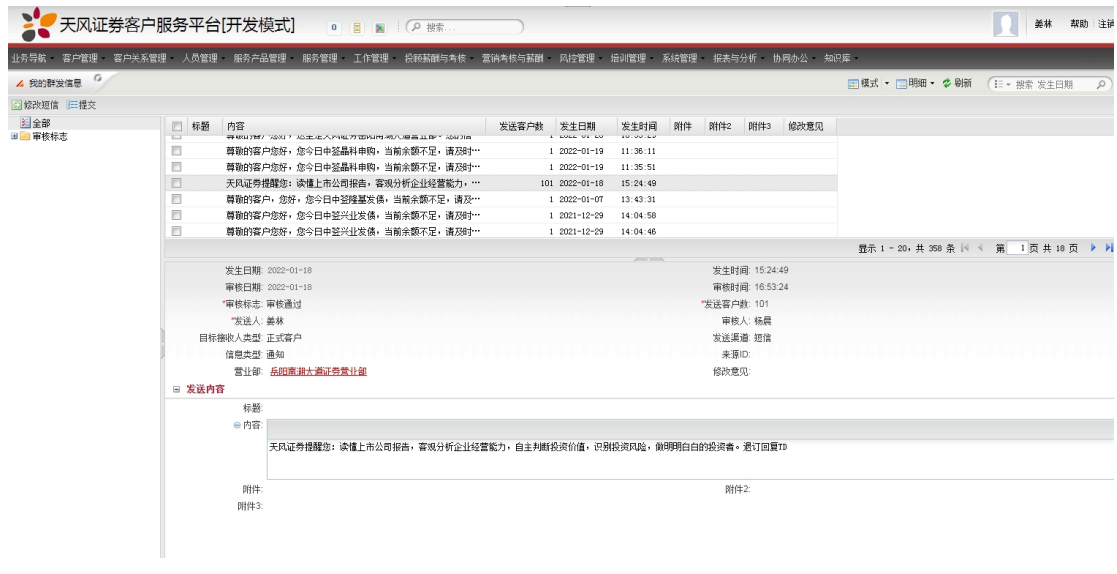 天风证券客户服务平台[开发模式] 0 搜索... 姜林 帮助 注销
业务导航 客户管理 客户关系管理 人员管理 服务产品管理 服务管理 工作管理 投顾薪酬与考核 营销考核与薪酬 风控管理 培训管理 系统管理 报表与分析 协同办公 知识库
我的群发信息 模式 明细 刷新 搜索 发生日期
修改短信 提交
全部
审核标志
标题 内容 发送客户数 发生日期 发生时间 附件 附件2 附件3 修改意见
尊敬的客户您好，您今日中签晶科申购，当前余额不足，请及时… 1 2022-01-19 11:36:11
尊敬的客户您好，您今日中签晶科申购，当前余额不足，请及时… 1 2022-01-19 11:35:51
天风证券提醒您：读懂上市公司报告，客观分析企业经营能力，… 101 2022-01-18 15:24:49
尊敬的客户，您好，您今日中签隆基发债，当前余额不足，请及… 1 2022-01-07 13:43:31
尊敬的客户您好，您今日中签兴业发债，当前余额不足，请及时… 1 2021-12-29 14:04:58
尊敬的客户您好，您今日中签兴业发债，当前余额不足，请及时… 1 2021-12-29 14:04:46
显示 1 - 20，共 358 条 第 1 页 共 18 页
发生日期: 2022-01-18 发生时间: 15:24:49
审核日期: 2022-01-18 审核时间: 16:53:24
*审核标志: 审核通过 *发送客户数: 101
*发送人: 姜林 审核人: 杨晨
目标接收人类型: 正式客户 发送渠道: 短信
信息类型: 通知 来源ID:
营业部: 岳阳南湖大道证券营业部 修改意见:
发送内容
标题:
内容:
天风证券提醒您：读懂上市公司报告，客观分析企业经营能力，自主判断投资价值，识别投资风险，做明明白白的投资者。退订回复TD
附件: 附件2:
附件3: